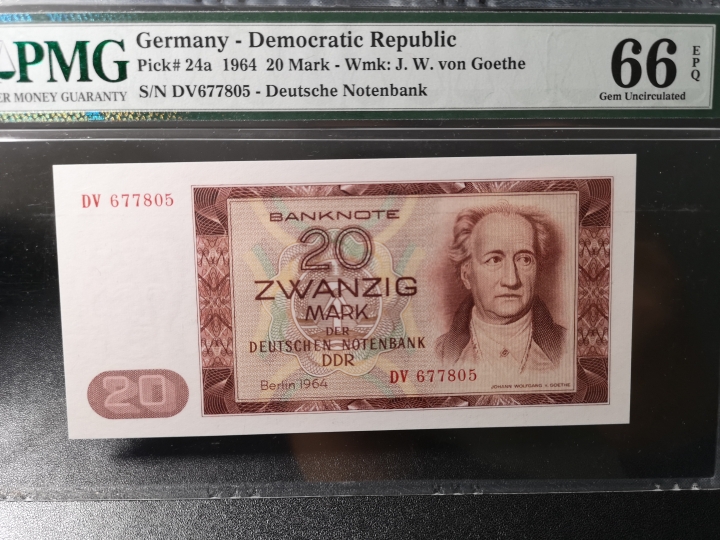 PMG
ER MONEY GUARANTY
Germany - Democratic Republic
Pick# 24a 1964 20 Mark - Wmk: J. W. von Goethe
S/N DV677805 - Deutsche Notenbank
66 EPQ
Gem Uncirculated
DV 677805
BANKNOTE
20
ZWANZIG
MARK
DER
DEUTSCHEN NOTENBANK
DDR
Berlin 1964
DV 677805
JOHANN WOLFGANG v. GOETHE
20